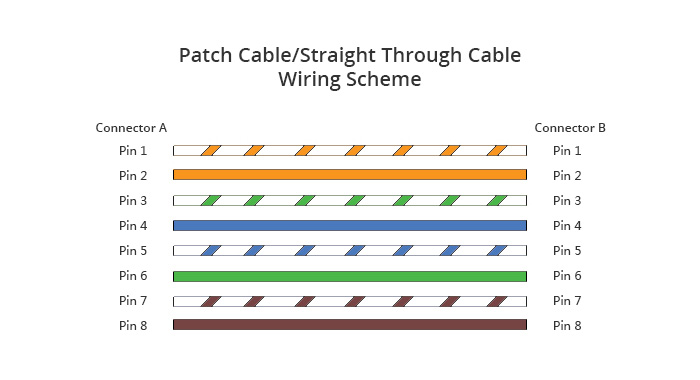 Patch Cable/Straight Through Cable
Wiring Scheme
Connector A Connector B
Pin 1 Pin 1
Pin 2 Pin 2
Pin 3 Pin 3
Pin 4 Pin 4
Pin 5 Pin 5
Pin 6 Pin 6
Pin 7 Pin 7
Pin 8 Pin 8